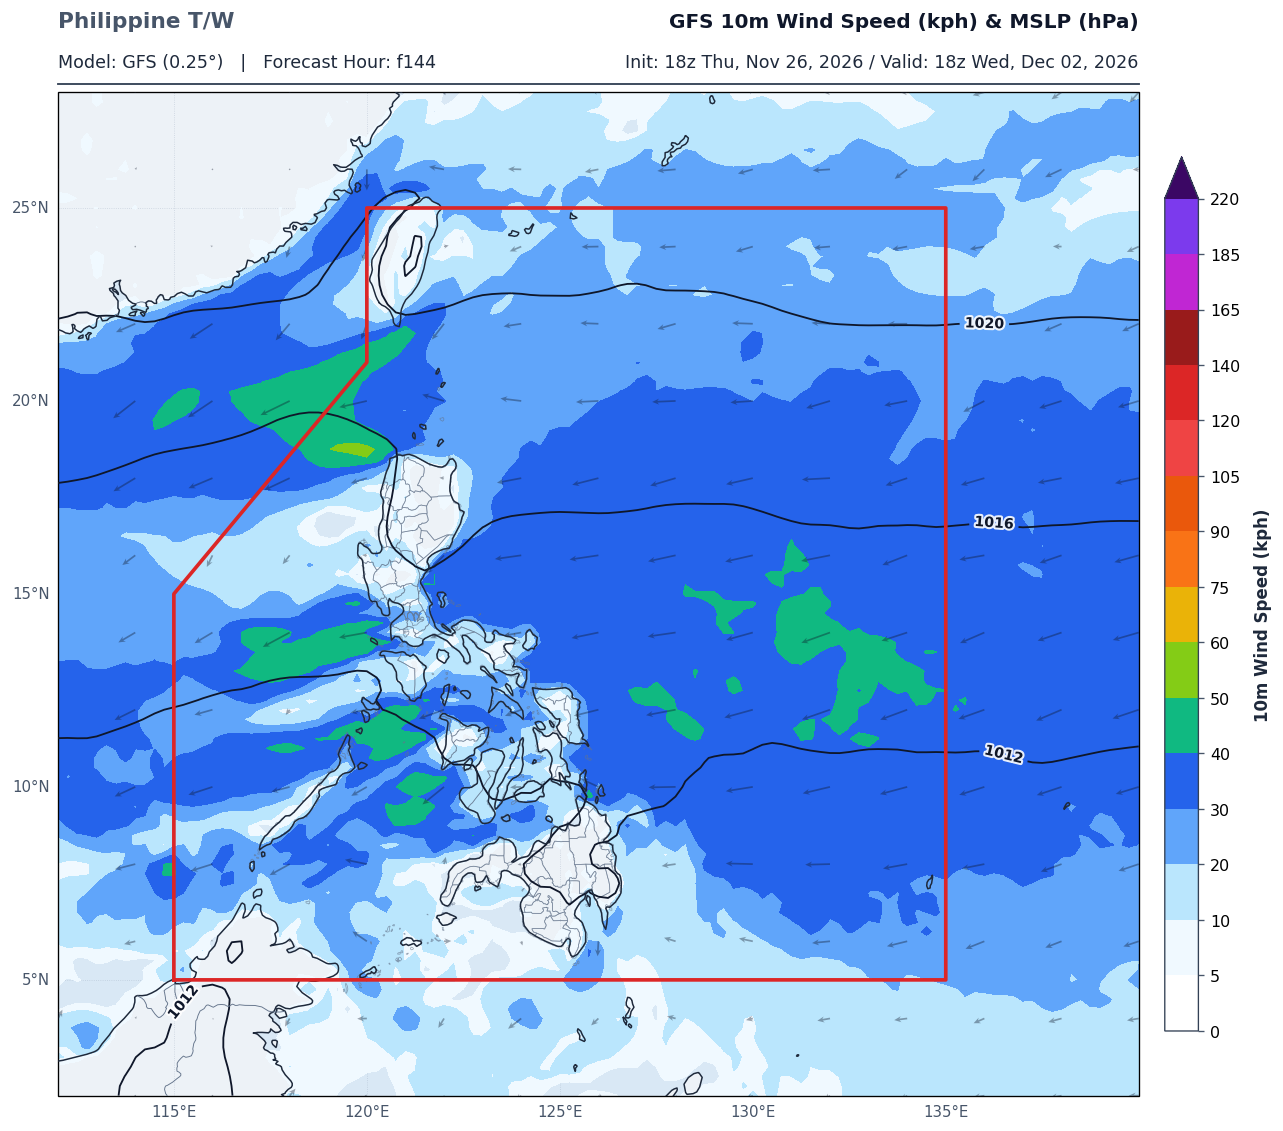 Philippine T/W
GFS 10m Wind Speed (kph) & MSLP (hPa)
Model: GFS (0.25°) | Forecast Hour: f144
Init: 18z Thu, Nov 26, 2026 / Valid: 18z Wed, Dec 02, 2026
25°N
20°N
15°N
10°N
5°N
115°E
120°E
125°E
130°E
135°E
1020
1016
1012
1012
220
185
165
140
120
105
90
75
60
50
40
30
20
10
5
0
10m Wind Speed (kph)